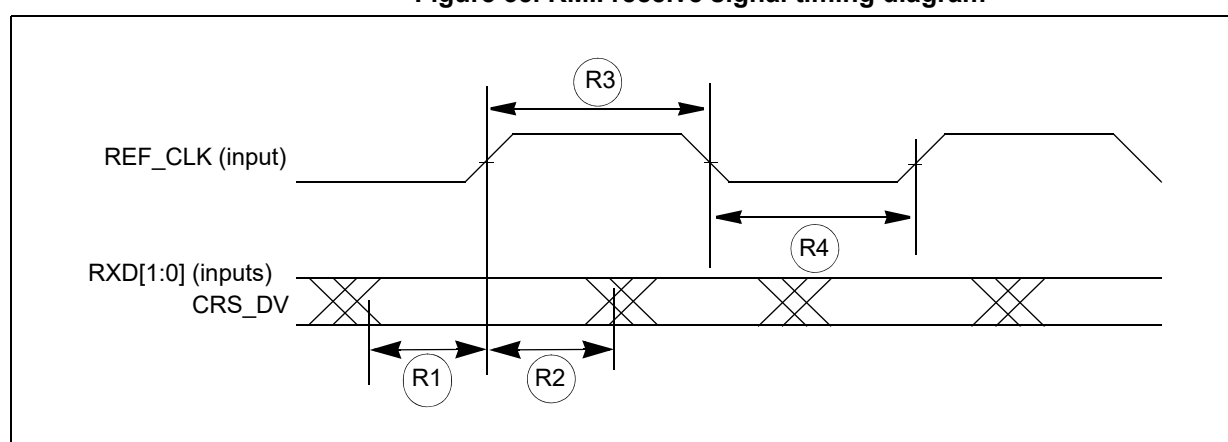 R3
REF_CLK (input)
R4
RXD[1:0] (inputs)
CRS_DV
R1
R2